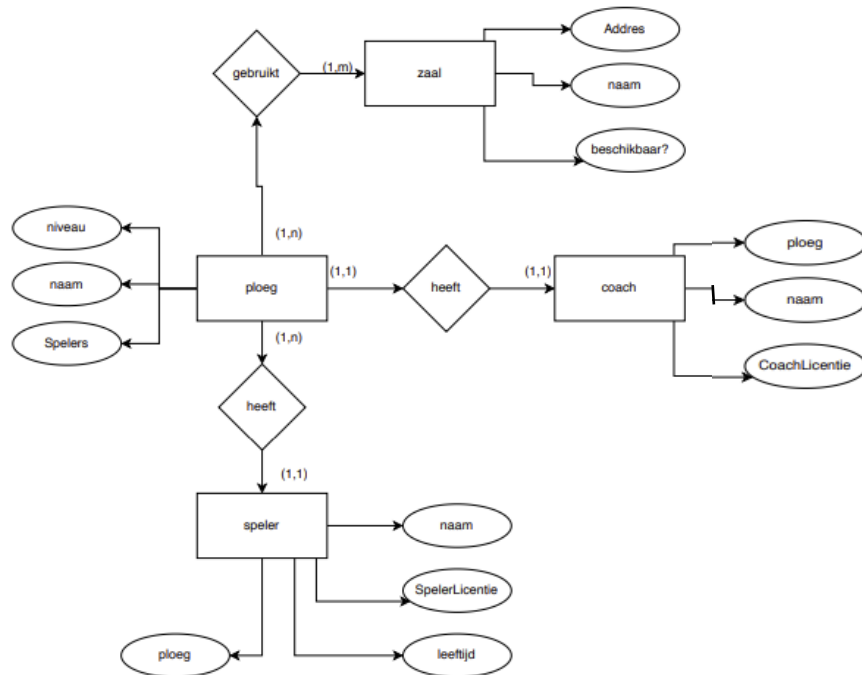 Addres
gebruikt
(1,m)
zaal
naam
beschikbaar?
niveau
(1,n)
ploeg
naam
ploeg
(1,1)
heeft
(1,1)
coach
naam
Spelers
(1,n)
CoachLicentie
heeft
(1,1)
speler
naam
SpelerLicentie
ploeg
leeftijd